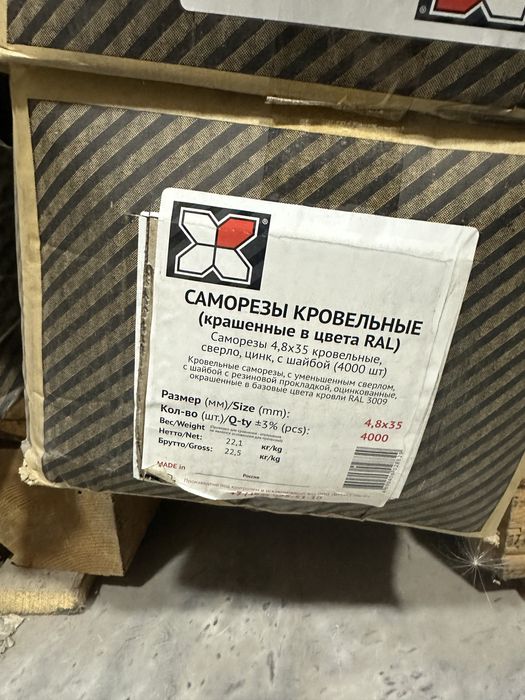 САМОРЕЗЫ КРОВЕЛЬНЫЕ
(крашенные в цвета RAL)
Саморезы 4,8х35 кровельные,
сверло, цинк, с шайбой (4000 шт)
Кровельные саморезы, с уменьшенным сверлом,
с шайбой с резиновой прокладкой, оцинкованные,
окрашенные в базовые цвета кровли RAL 3009
Размер (мм)/Size (mm): 4,8х35
Кол-во (шт.)/Q-ty ±3% (pcs): 4000
Вес/Weight
Нетто/Net: 22,1 кг/kg
Брутто/Gross: 22,5 кг/kg
MADE in Россия
Произведено под контролем и